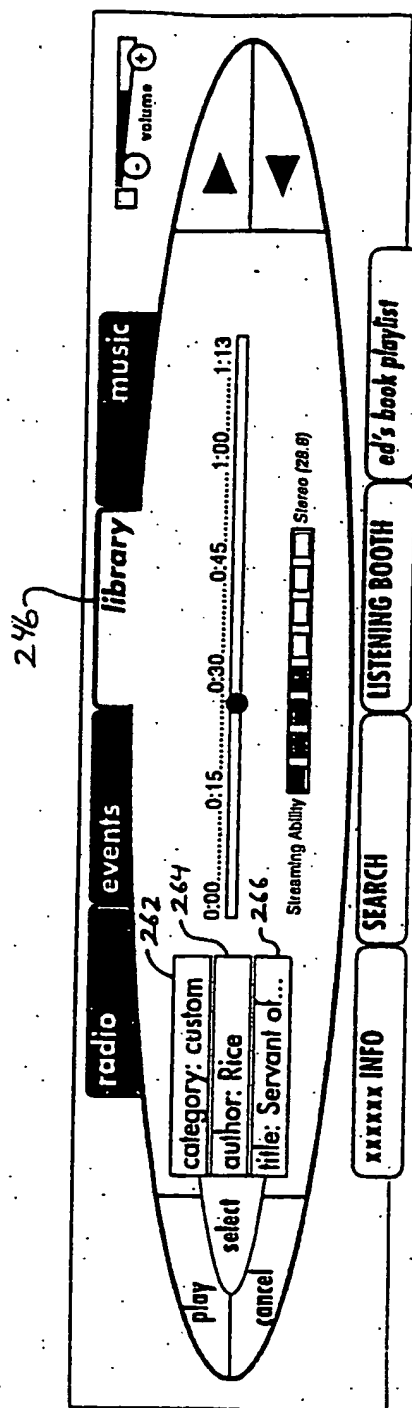 246
radio
events
library
music
volume
262
264
266
category: custom
author: Rice
title: Servant of...
play
select
cancel
0:00 0:15 0:30 0:45 1:00 1:13
Streaming Ability
Stereo (28.8)
xxxxxx INFO
SEARCH
LISTENING BOOTH
ed's book playlist